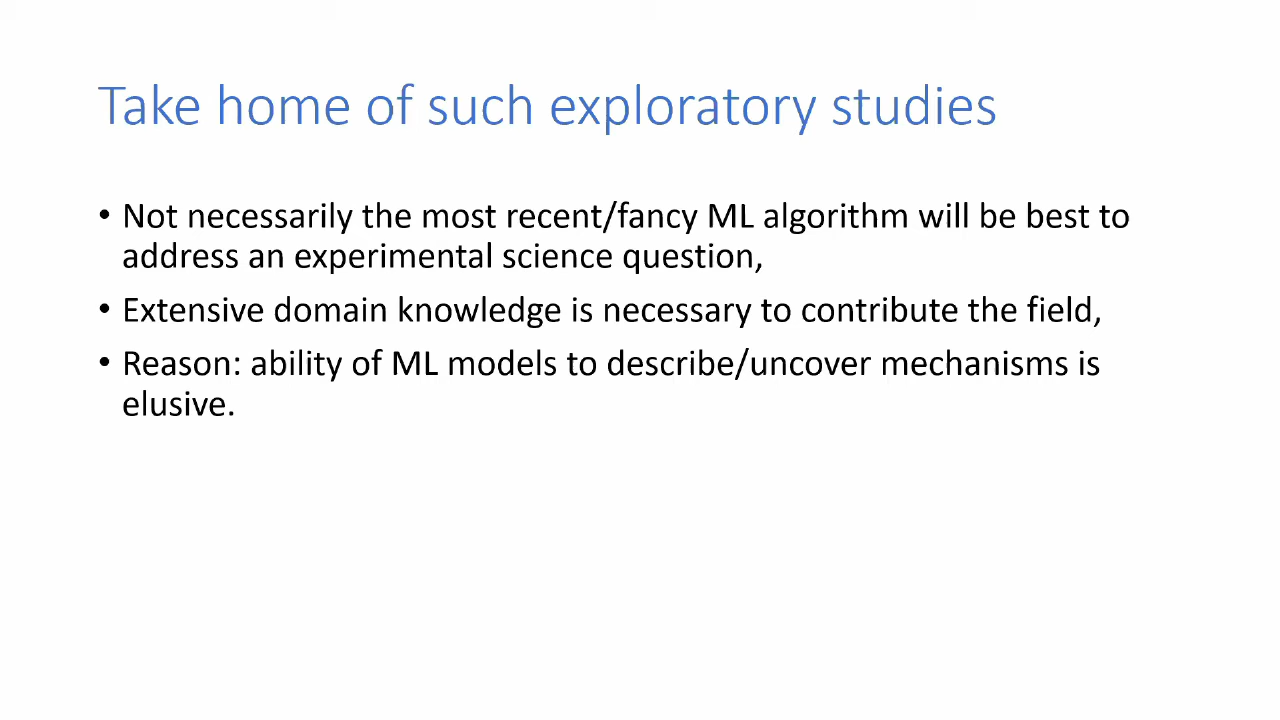 Take home of such exploratory studies
• Not necessarily the most recent/fancy ML algorithm will be best to
address an experimental science question,
• Extensive domain knowledge is necessary to contribute the field,
• Reason: ability of ML models to describe/uncover mechanisms is
elusive.